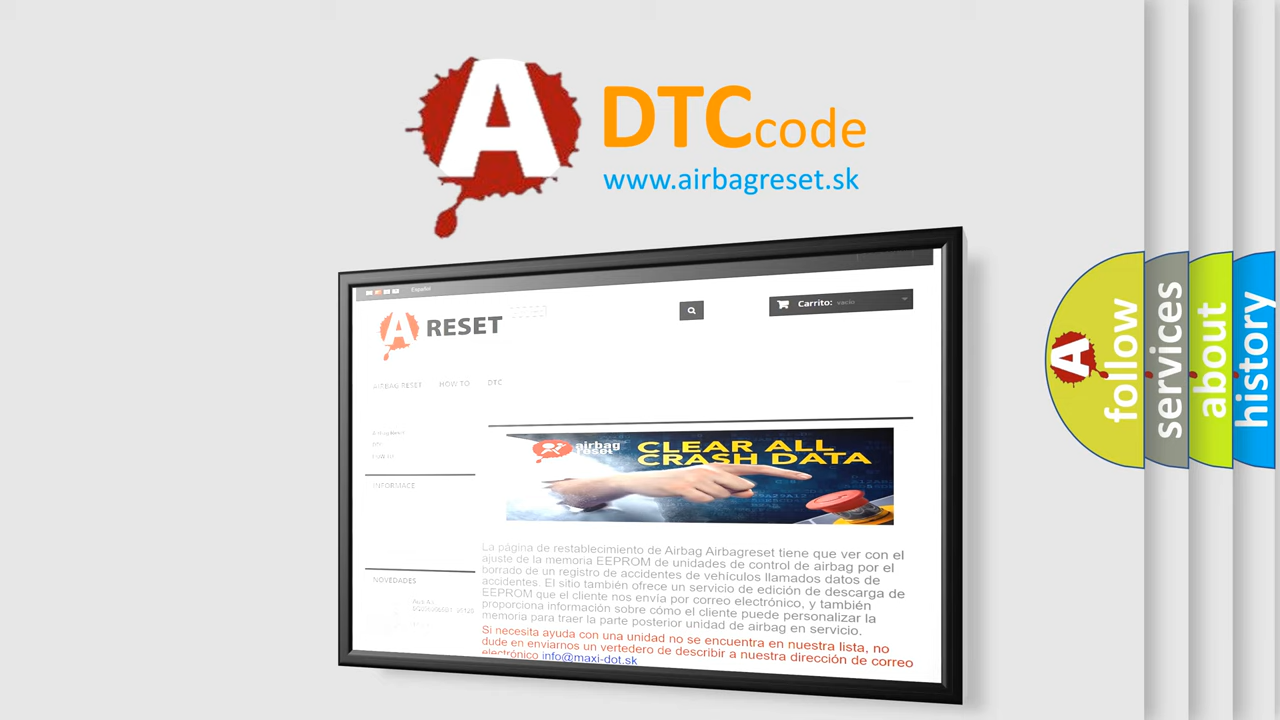 A
DTC code
www.airbagreset.sk
Español
A RESET
Carrito: vacío
AIRBAG RESET HOW TO DTC
INFORMACE
NOVEDADES
airbag
reset
CLEAR ALL
CRASH DATA
La página de restablecimiento de Airbag Airbagreset tiene que ver con el
ajuste de la memoria EEPROM de unidades de control de airbag por el
borrado de un registro de accidentes de vehículos llamados datos de
accidentes. El sitio también ofrece un servicio de edición de descarga de
EEPROM que el cliente nos envía por correo electrónico, y también
proporciona información sobre cómo el cliente puede personalizar la
memoria para traer la parte posterior unidad de airbag en servicio.
Si necesita ayuda con una unidad no se encuentra en nuestra lista, no
dude en enviarnos un vertedero de describir a nuestra dirección de correo
electrónico info@maxi-dot.sk
A
follow
services
about
history